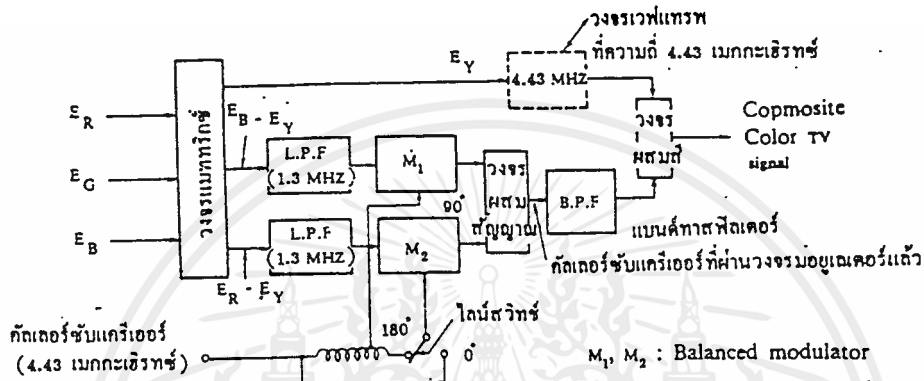 วงจรเวฟแทรพ
ที่ความถี่ 4.43 เมกกะเฮิรทซ์
E_Y
4.43 MHZ
E_R
E_G
E_B
วงจรแมททริกซ์
E_B - E_Y
L.P.F
(1.3 MHZ)
M_1
90°
วงจร
ผสม
สัญญาณ
B.P.F
วงจร
ผสมสี
Copmosite
Color TV
signal
L.P.F
(1.3 MHZ)
M_2
E_R - E_Y
แบนด์พาสฟิลเตอร์
คัลเลอร์ซับแครีเออร์ที่ผ่านวงจรมอยูเลเตอร์แล้ว
คัลเลอร์ซับแครีเออร์
(4.43 เมกกะเฮิรทซ์)
180°
ไลน์สวิทซ์
0°
M_1, M_2 : Balanced modulator